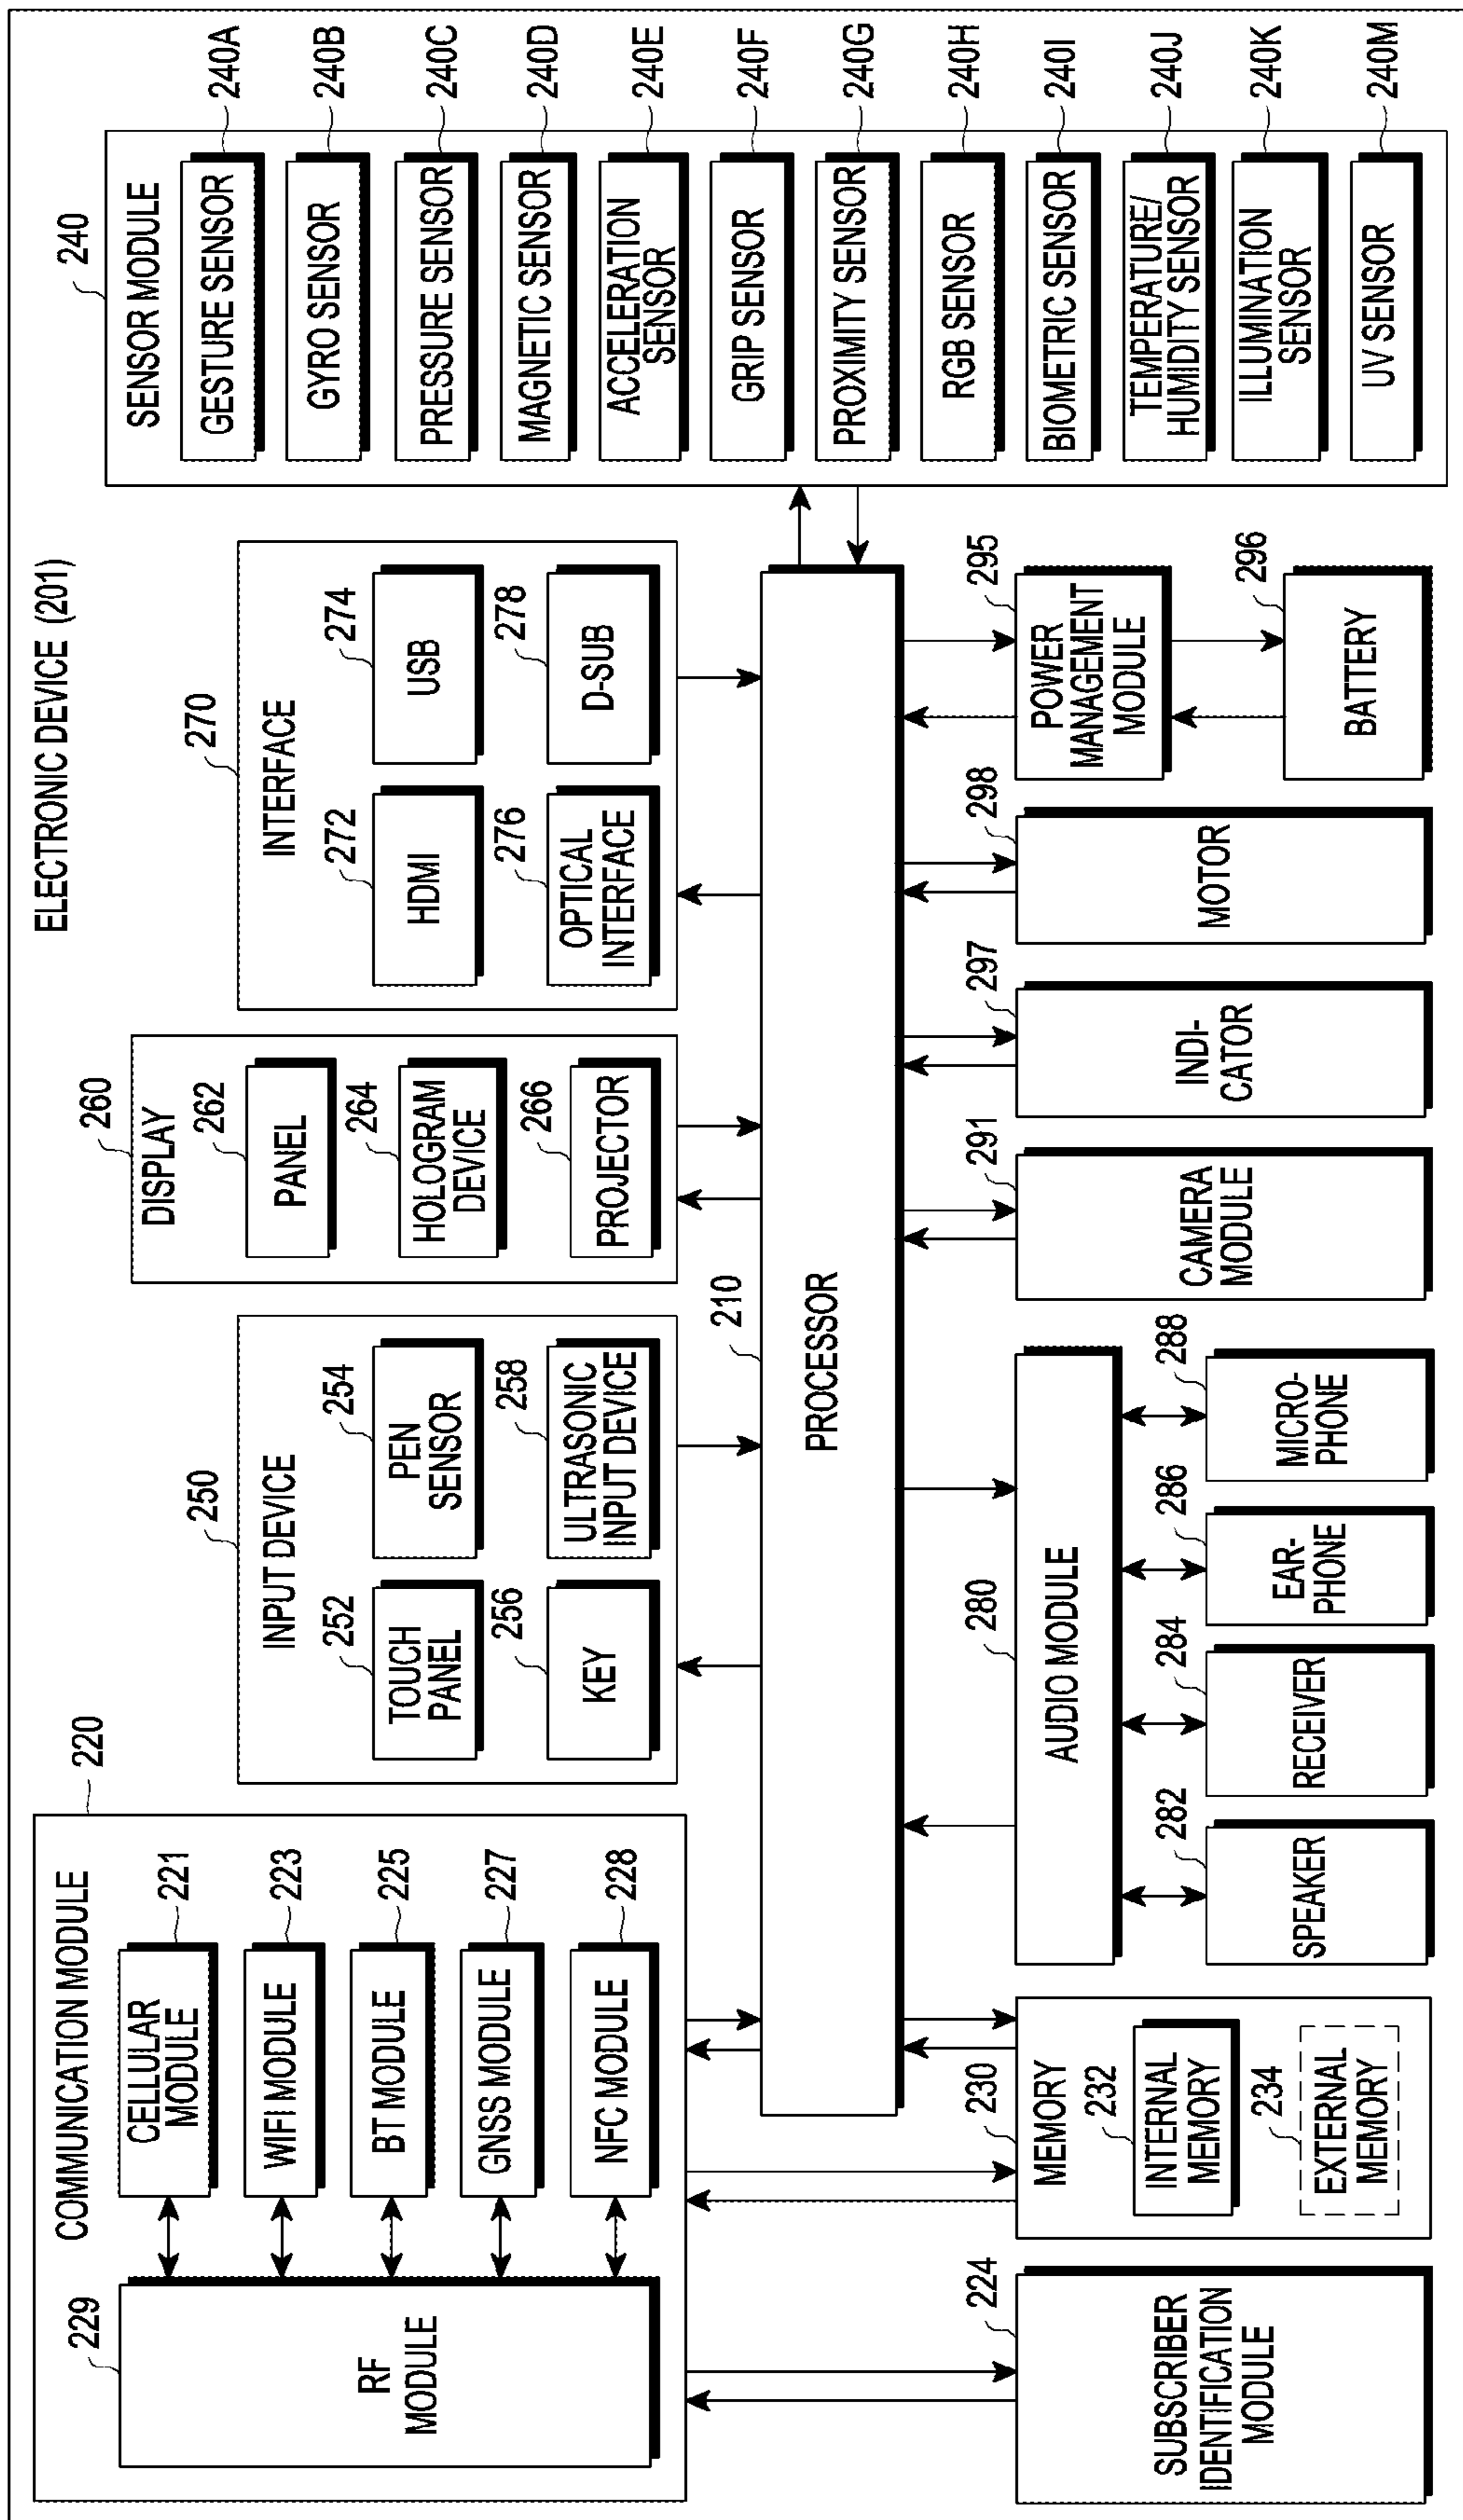 ELECTRONIC DEVICE (201)
220
COMMUNICATION MODULE
229
RF
MODULE
CELLULAR
MODULE
221
WIFI MODULE
223
BT MODULE
225
GNSS MODULE
227
NFC MODULE
228
250
INPUT DEVICE
252
TOUCH
PANEL
254
PEN
SENSOR
256
KEY
258
ULTRASONIC
INPUT DEVICE
260
DISPLAY
262
PANEL
264
HOLOGRAM
DEVICE
266
PROJECTOR
270
INTERFACE
272
HDMI
274
USB
276
OPTICAL
INTERFACE
278
D-SUB
240
SENSOR MODULE
GESTURE SENSOR
240A
GYRO SENSOR
240B
PRESSURE SENSOR
240C
MAGNETIC SENSOR
240D
ACCELERATION
SENSOR
240E
GRIP SENSOR
240F
PROXIMITY SENSOR
240G
RGB SENSOR
240H
BIOMETRIC SENSOR
240I
TEMPERATURE/
HUMIDITY SENSOR
240J
ILLUMINATION
SENSOR
240K
UV SENSOR
240M
210
PROCESSOR
224
SUBSCRIBER
IDENTIFICATION
MODULE
230
MEMORY
232
INTERNAL
MEMORY
234
EXTERNAL
MEMORY
280
AUDIO MODULE
282
SPEAKER
284
RECEIVER
286
EAR-
PHONE
288
MICRO-
PHONE
291
CAMERA
MODULE
297
INDI-
CATOR
298
MOTOR
295
POWER
MANAGEMENT
MODULE
296
BATTERY